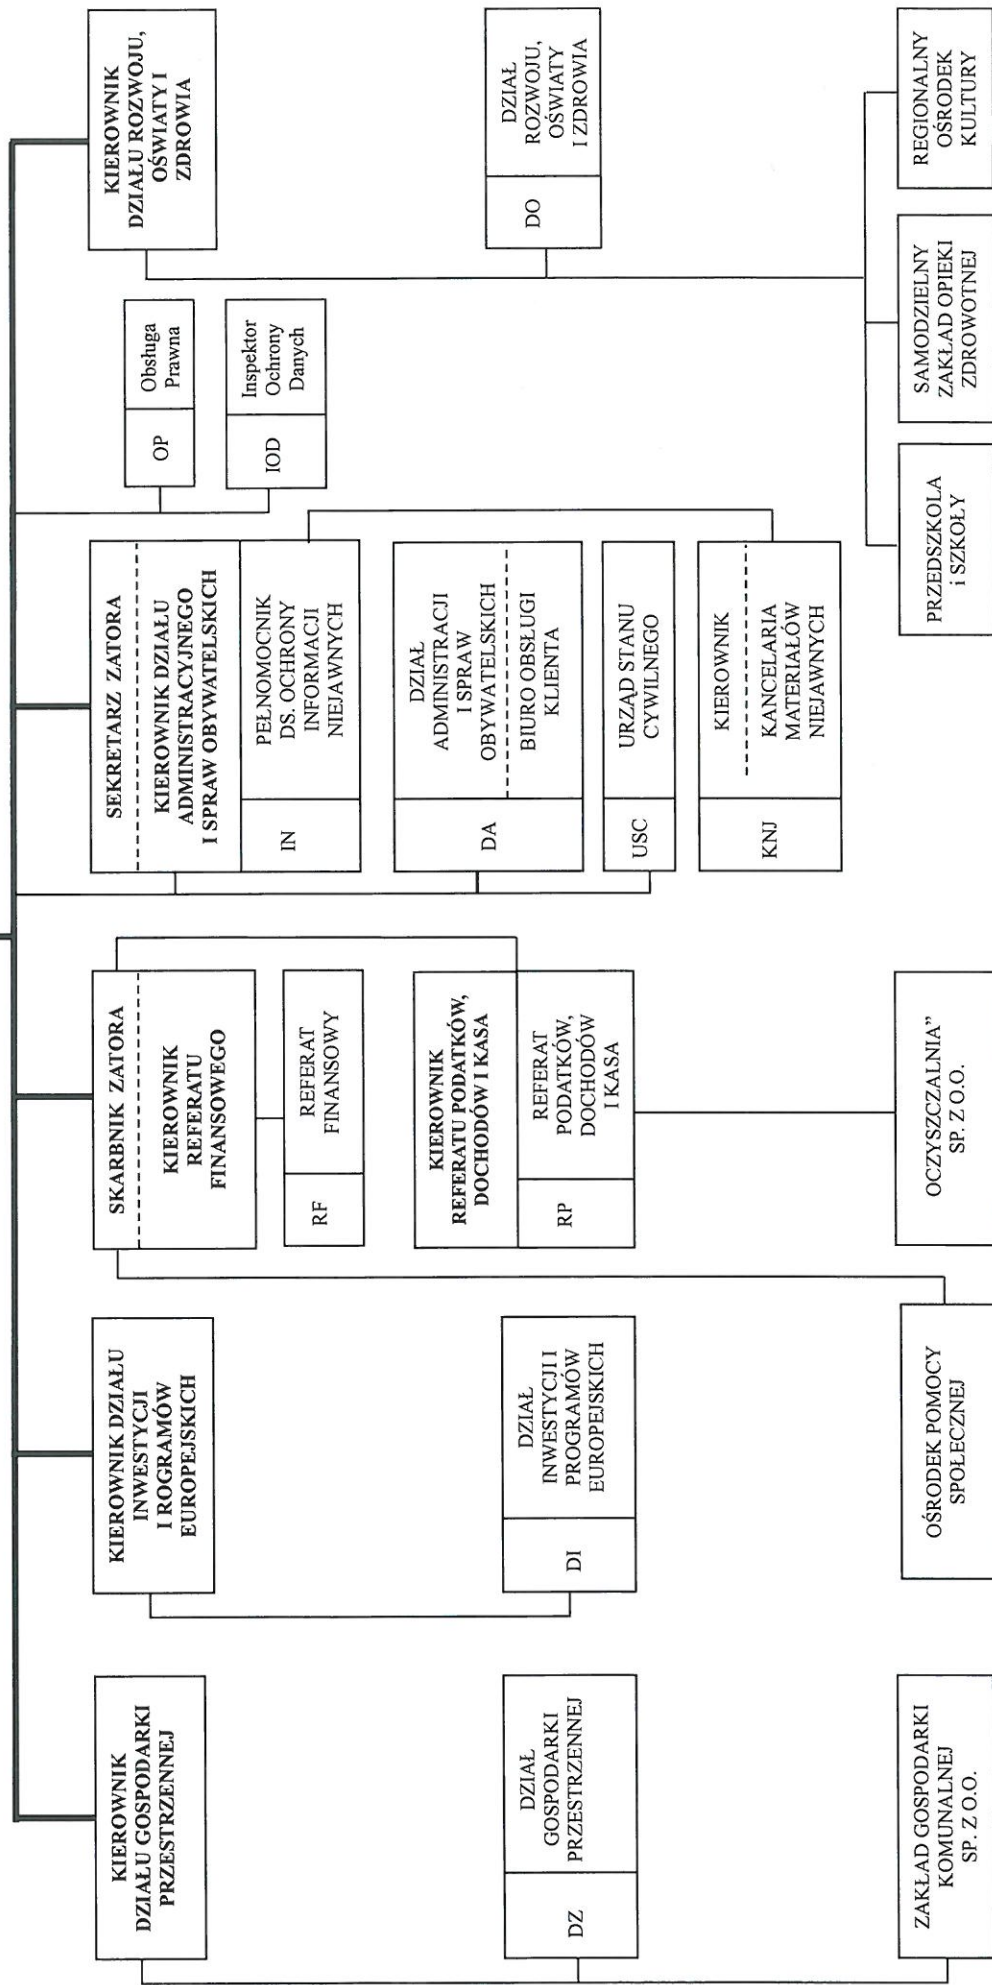 KIEROWNIK
DZIAŁU GOSPODARKI
PRZESTRZENNEJ
DZ
DZIAŁ
GOSPODARKI
PRZESTRZENNEJ
ZAKŁAD GOSPODARKI
KOMUNALNEJ
SP. Z O.O.
KIEROWNIK DZIAŁU
INWESTYCJI
I ROGRAMÓW
EUROPEJSKICH
DI
DZIAŁ
INWESTYCJI I
PROGRAMÓW
EUROPEJSKICH
OŚRODEK POMOCY
SPOŁECZNEJ
SKARBNIK ZATORA
KIEROWNIK
REFERATU
FINANSOWEGO
RF
REFERAT
FINANSOWY
KIEROWNIK
REFERATU PODATKÓW,
DOCHODÓW I KASA
RP
REFERAT
PODATKÓW,
DOCHODÓW
I KASA
OCZYSZCZALNIA”
SP. Z O.O.
SEKRETARZ ZATORA
KIEROWNIK DZIAŁU
ADMINISTRACYJNEGO
I SPRAW OBYWATELSKICH
IN
PEŁNOMOCNIK
DS. OCHRONY
INFORMACJI
NIEJAWNYCH
DA
DZIAŁ
ADMINISTRACJI
I SPRAW
OBYWATELSKICH
BIURO OBSŁUGI
KLIENTA
USC
URZĄD STANU
CYWILNEGO
KNJ
KIEROWNIK
KANCELARIA
MATERIAŁÓW
NIEJAWNYCH
OP
Obsługa
Prawna
IOD
Inspektor
Ochrony
Danych
KIEROWNIK
DZIAŁU ROZWOJU,
OŚWIATY I
ZDROWIA
DO
DZIAŁ
ROZWOJU,
OŚWIATY
I ZDROWIA
PRZEDSZKOLA
i SZKOŁY
SAMODZIELNY
ZAKŁAD OPIEKI
ZDROWOTNEJ
REGIONALNY
OŚRODEK
KULTURY